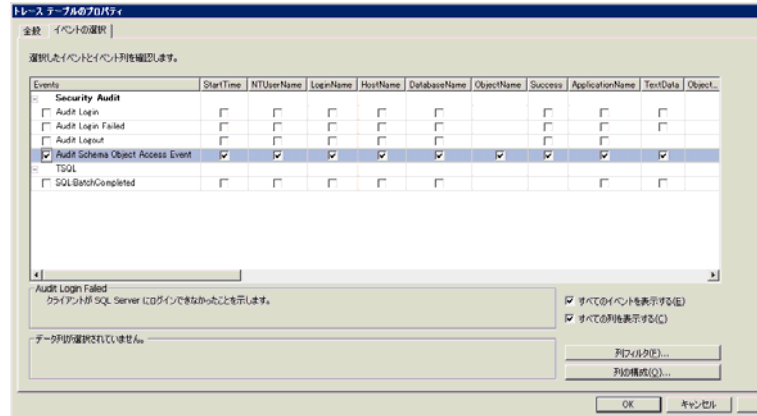 トレース テーブルのプロパティ
全般 イベントの選択
選択したイベントとイベント列を確認します。
Events StartTime NTUserName LoginName HostName DatabaseName ObjectName Success ApplicationName TextData Object...
Security Audit
Audit Login
Audit Login Failed
Audit Logout
Audit Schema Object Access Event
TSQL
SQL:BatchCompleted
Audit Login Failed
クライアントが SQL Server にログインできなかったことを示します。
すべてのイベントを表示する(E)
すべての列を表示する(C)
データ列が選択されていません。
列フィルタ(F)...
列の構成(O)...
OK キャンセル